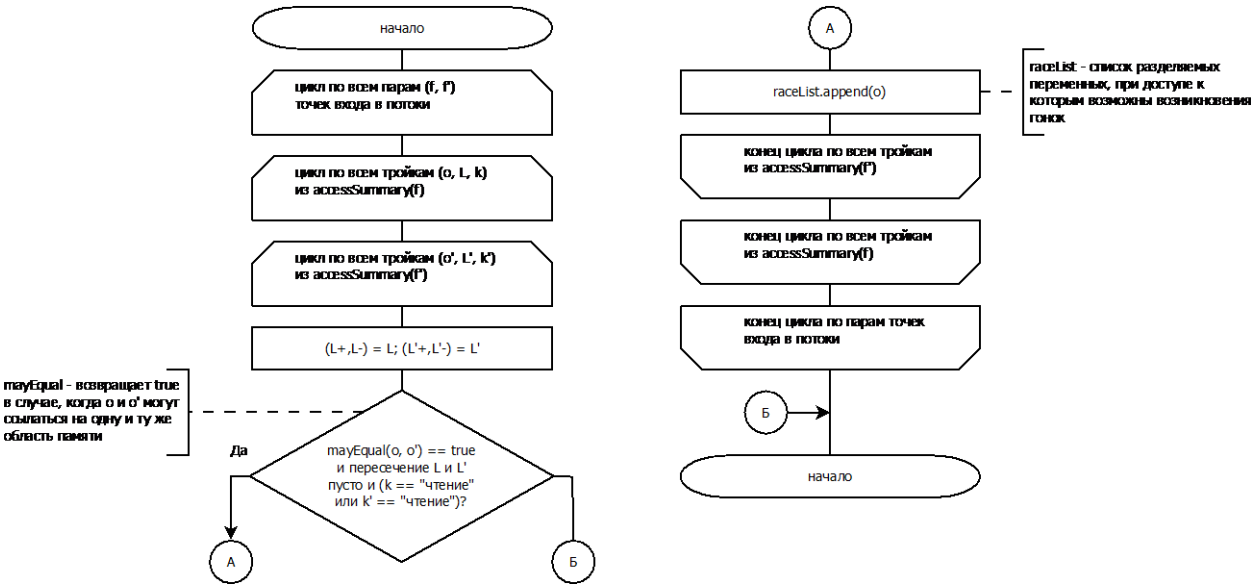 начало
цикл по всем парам (f, f')
точек входа в потоки
цикл по всем тройкам (o, L, k)
из accessSummary(f)
цикл по всем тройкам (o', L', k')
из accessSummary(f')
(L+,L-) = L; (L'+,L'-) = L'
mayEqual - возвращает true
в случае, когда o и o' могут
ссылаться на одну и ту же
область памяти
Да
mayEqual(o, o') == true
и пересечение L и L'
пусто и (k == "чтение"
или k' == "чтение")?
А
Б
А
raceList.append(o)
raceList - список разделяемых
переменных, при доступе к
которым возможны возникновения
гонок
конец цикла по всем тройкам
из accessSummary(f')
конец цикла по всем тройкам
из accessSummary(f)
конец цикла по парам точек
входа в потоки
Б
начало